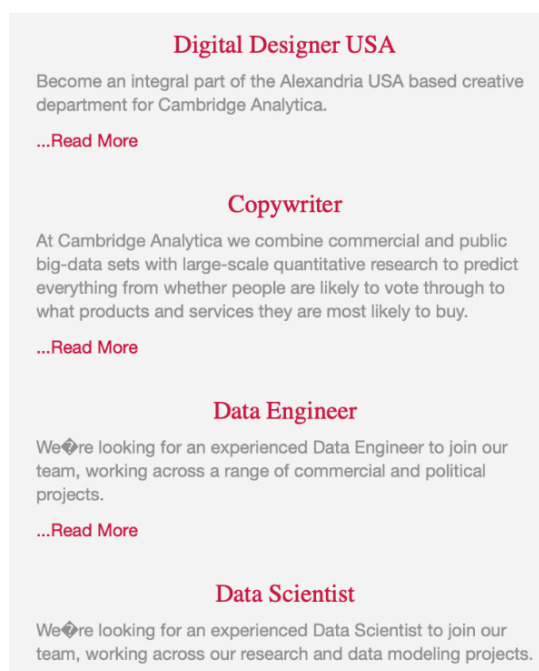 Digital Designer USA
Become an integral part of the Alexandria USA based creative
department for Cambridge Analytica.
...Read More
Copywriter
At Cambridge Analytica we combine commercial and public
big-data sets with large-scale quantitative research to predict
everything from whether people are likely to vote through to
what products and services they are most likely to buy.
...Read More
Data Engineer
We�re looking for an experienced Data Engineer to join our
team, working across a range of commercial and political
projects.
...Read More
Data Scientist
We�re looking for an experienced Data Scientist to join our
team, working across our research and data modeling projects.